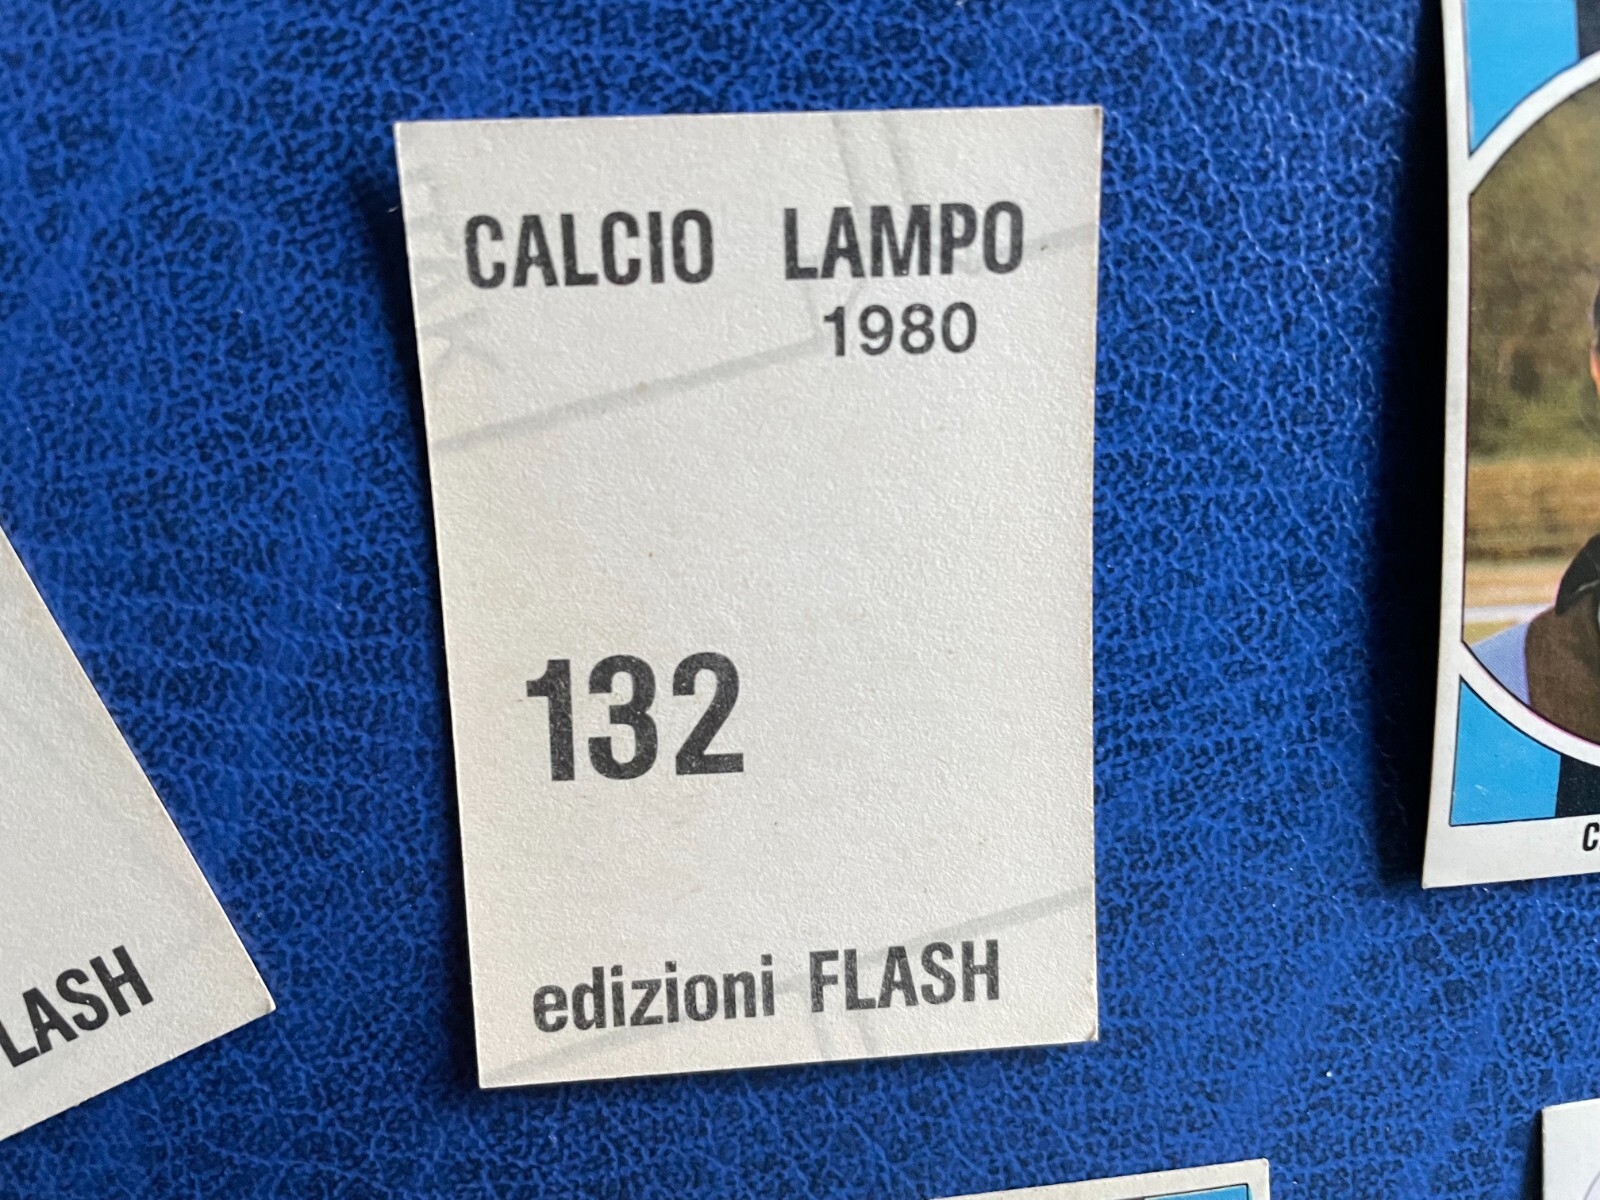 CALCIO LAMPO
1980
132
edizioni FLASH
LASH